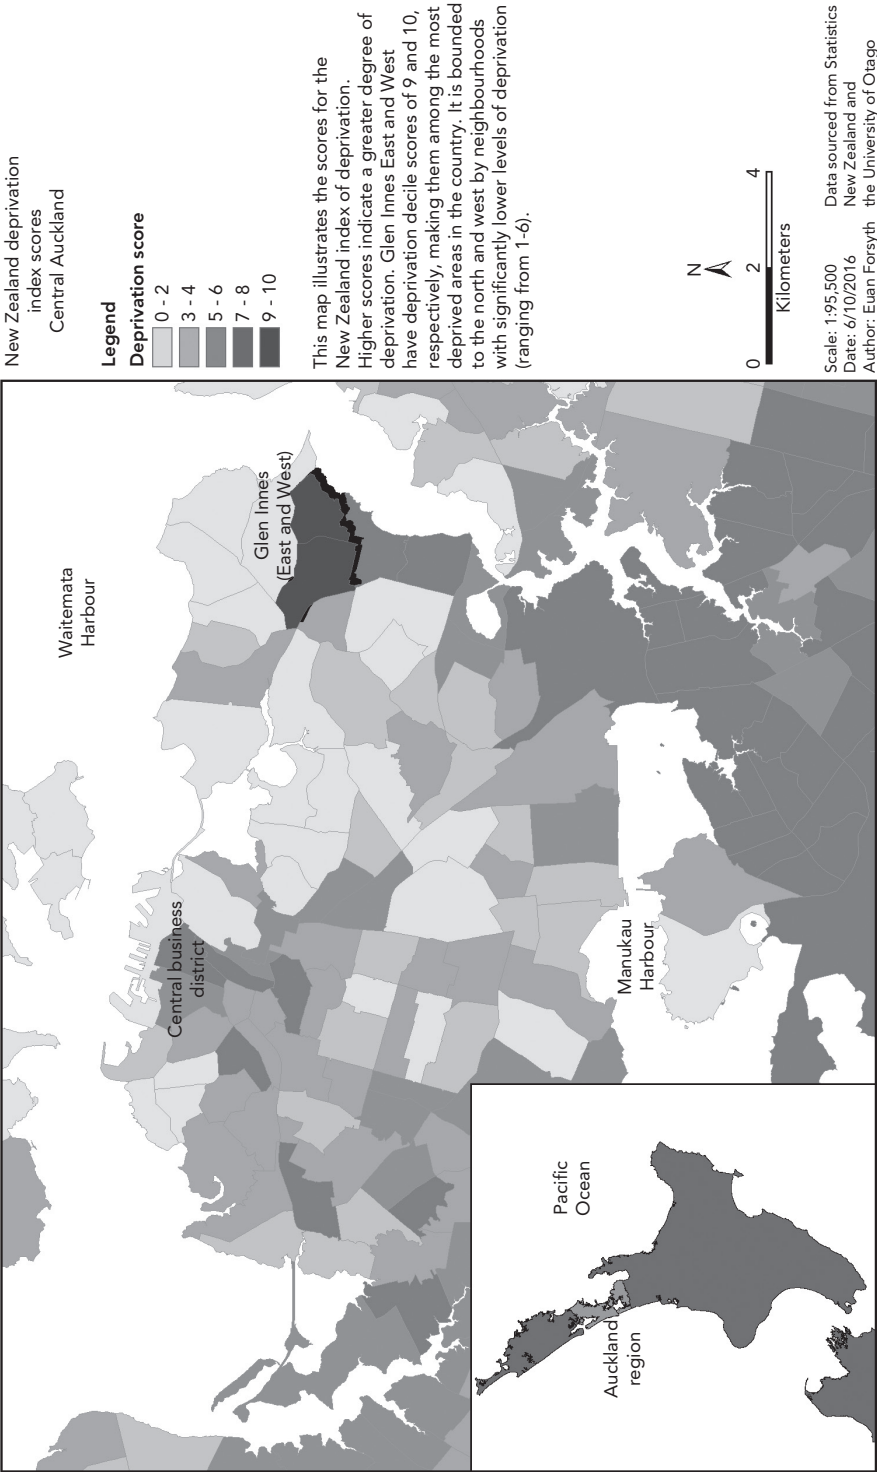 New Zealand deprivation
index scores
Central Auckland
Legend
Deprivation score
0 - 2
3 - 4
5 - 6
7 - 8
9 - 10
This map illustrates the scores for the
New Zealand index of deprivation.
Higher scores indicate a greater degree of
deprivation. Glen Innes East and West
have deprivation decile scores of 9 and 10,
respectively, making them among the most
deprived areas in the country. It is bounded
to the north and west by neighbourhoods
with significantly lower levels of deprivation
(ranging from 1-6).
N
0 2 4
Kilometers
Scale: 1:95,500
Date: 6/10/2016
Author: Euan Forsyth
Data sourced from Statistics
New Zealand and
the University of Otago
Waitemata
Harbour
Glen Innes
(East and West)
Central business
district
Manukau
Harbour
Pacific
Ocean
Auckland
region